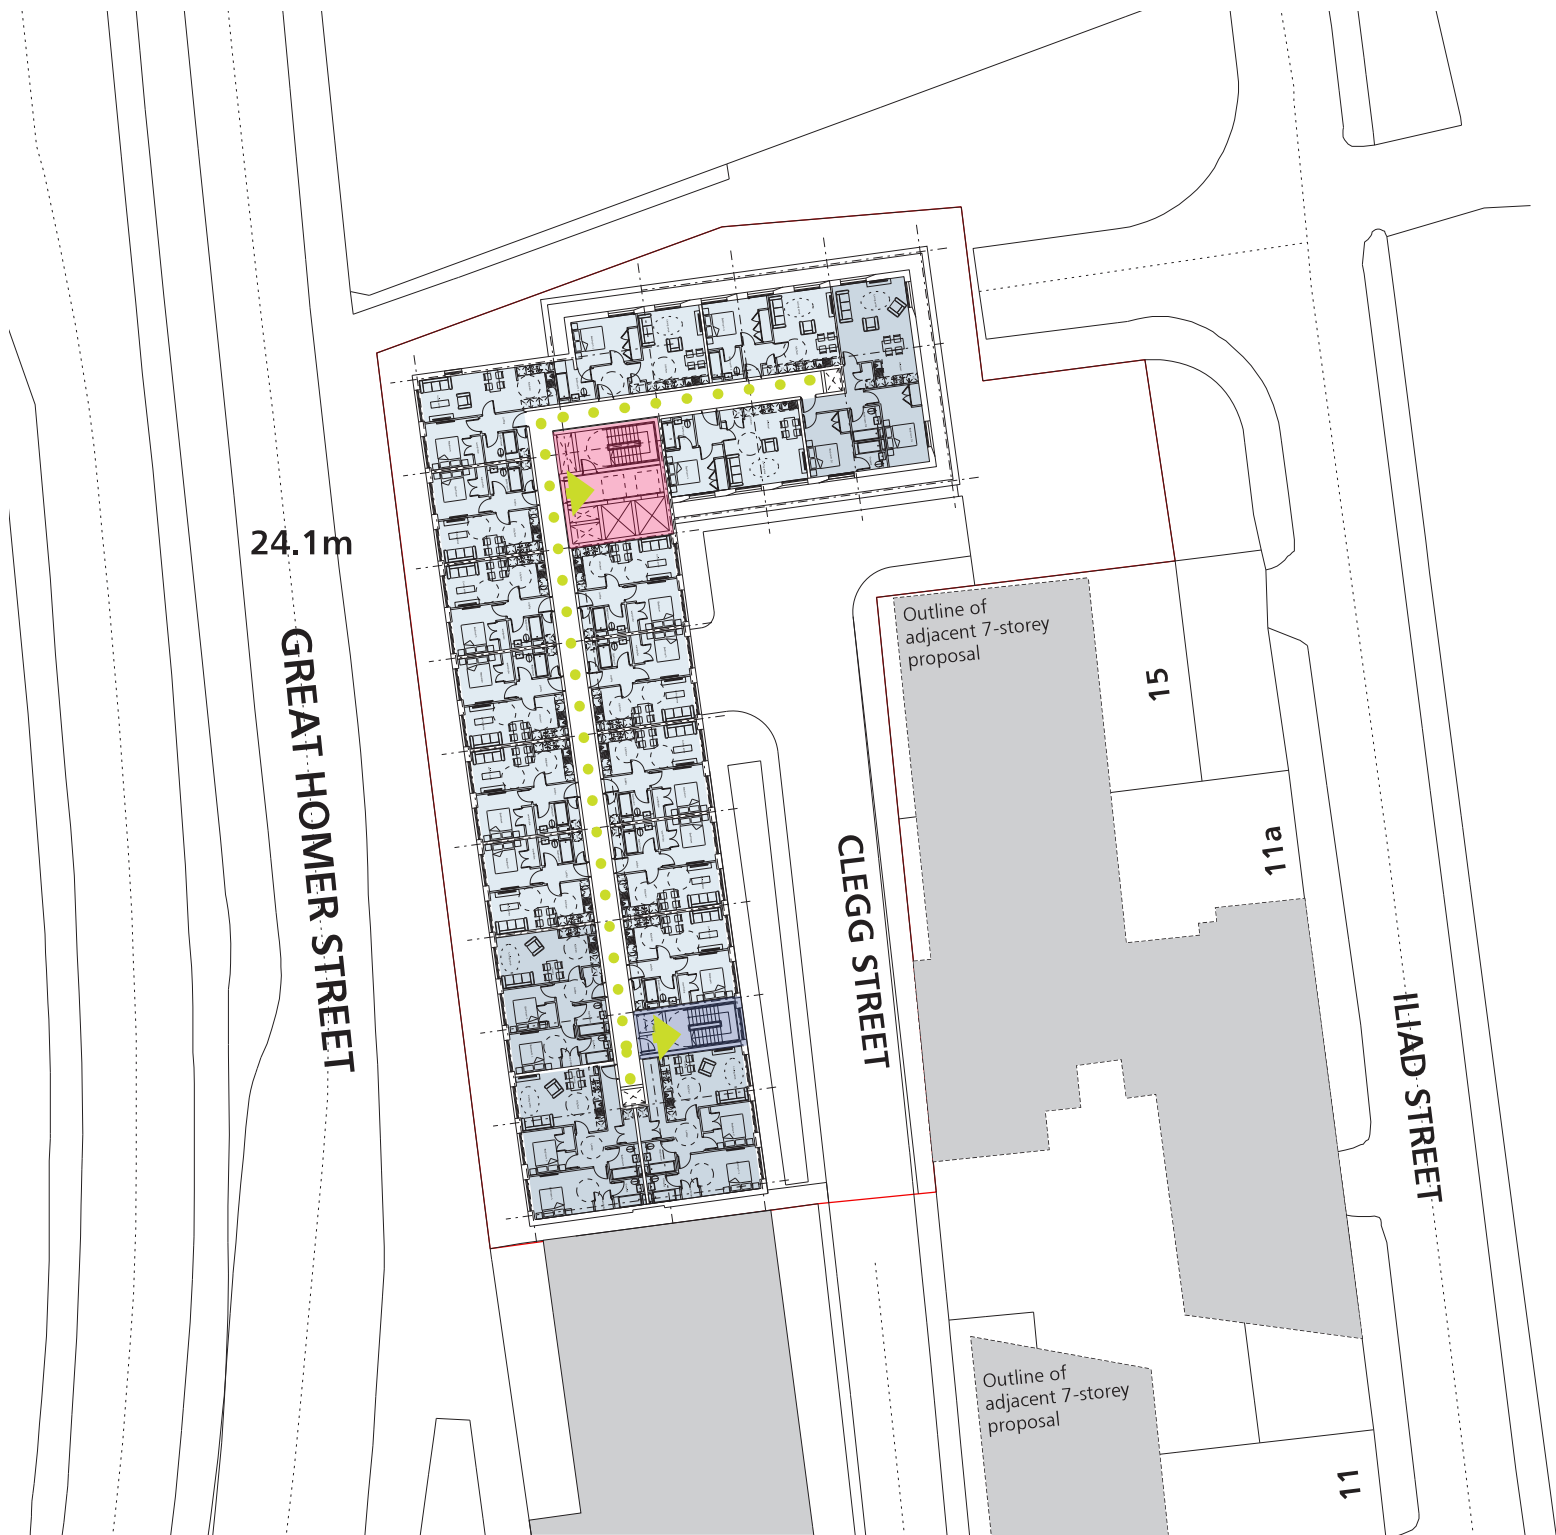 24.1m
GREAT HOMER STREET
CLEGG STREET
ILIAD STREET
Outline of
adjacent 7-storey
proposal
15
11a
Outline of
adjacent 7-storey
proposal
11